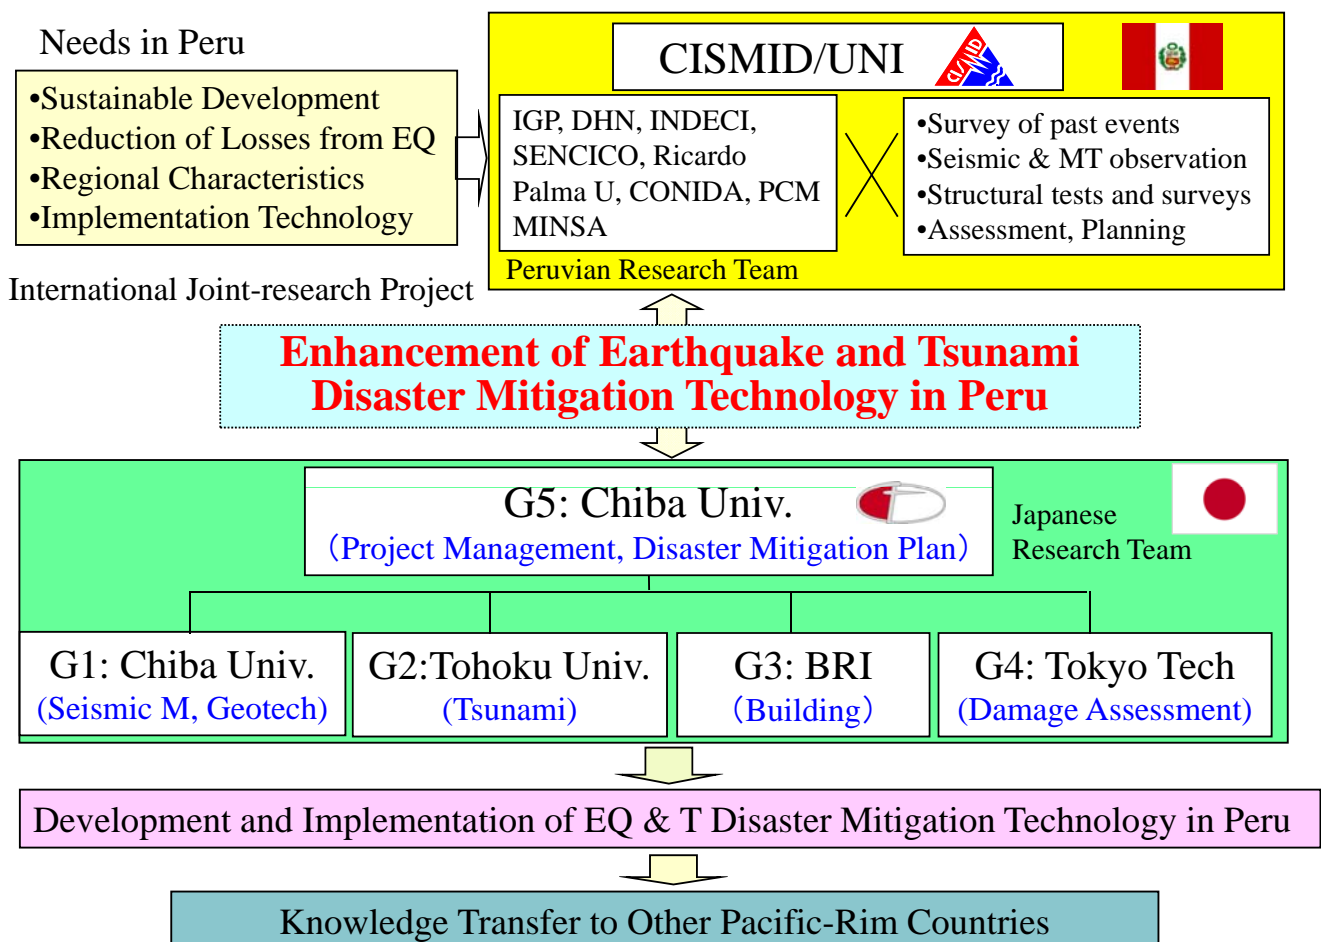 Needs in Peru
•Sustainable Development
•Reduction of Losses from EQ
•Regional Characteristics
•Implementation Technology
CISMID/UNI
CISMID
IGP, DHN, INDECI,
SENCICO, Ricardo
Palma U, CONIDA, PCM
MINSA
•Survey of past events
•Seismic & MT observation
•Structural tests and surveys
•Assessment, Planning
Peruvian Research Team
International Joint-research Project
Enhancement of Earthquake and Tsunami
Disaster Mitigation Technology in Peru
G5: Chiba Univ.
（Project Management, Disaster Mitigation Plan）
Japanese
Research Team
G1: Chiba Univ.
(Seismic M, Geotech)
G2:Tohoku Univ.
(Tsunami)
G3: BRI
（Building）
G4: Tokyo Tech
(Damage Assessment)
Development and Implementation of EQ & T Disaster Mitigation Technology in Peru
Knowledge Transfer to Other Pacific-Rim Countries